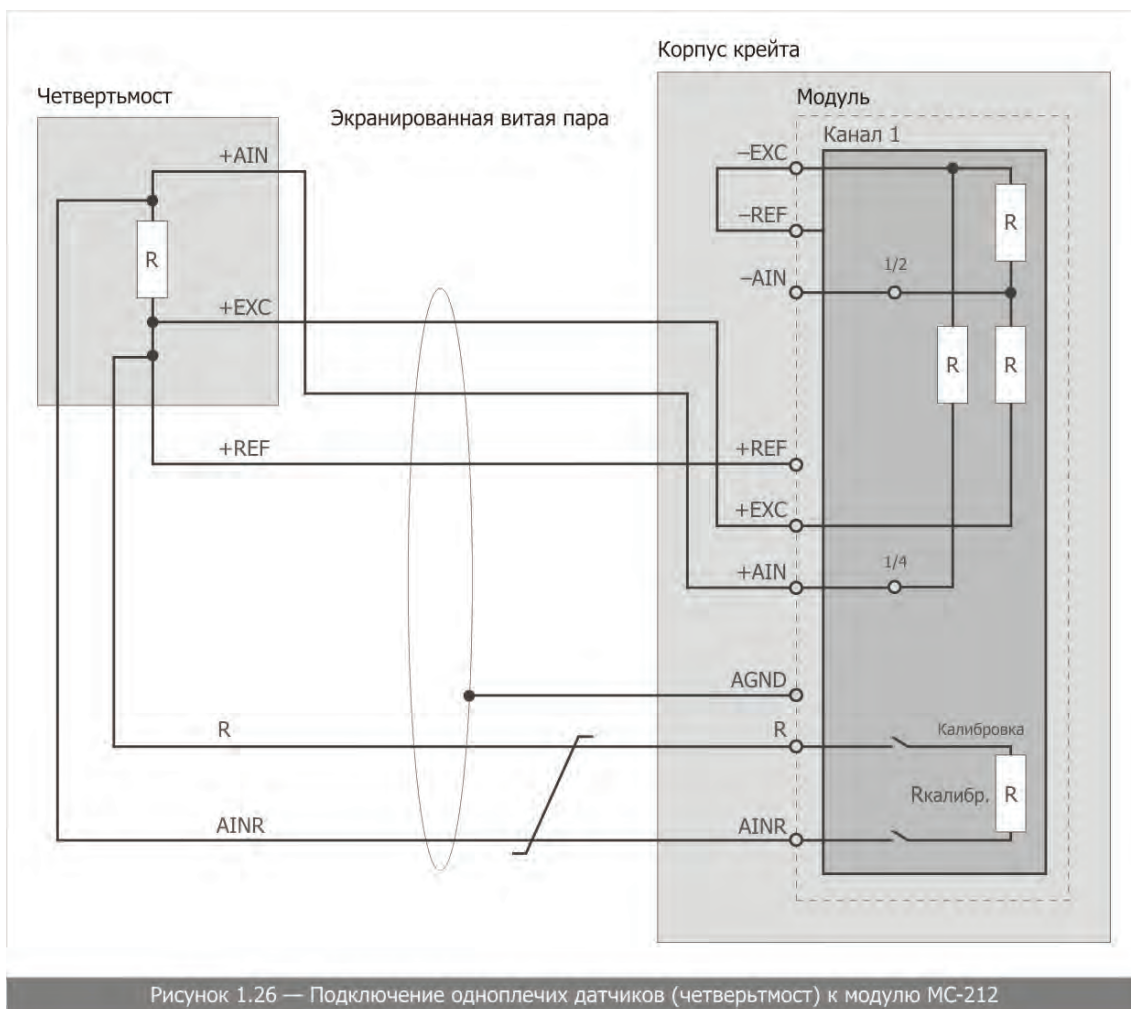 Корпус крейта
Четвертьмост
Модуль
Экранированная витая пара
Канал 1
+AIN
–EXC
R
–REF
R
1/2
–AIN
+EXC
R
R
+REF
+REF
+EXC
1/4
+AIN
AGND
R
R
Калибровка
Rкалибр.
R
AINR
AINR
Рисунок 1.26 — Подключение одноплечих датчиков (четверьтмост) к модулю МС-212